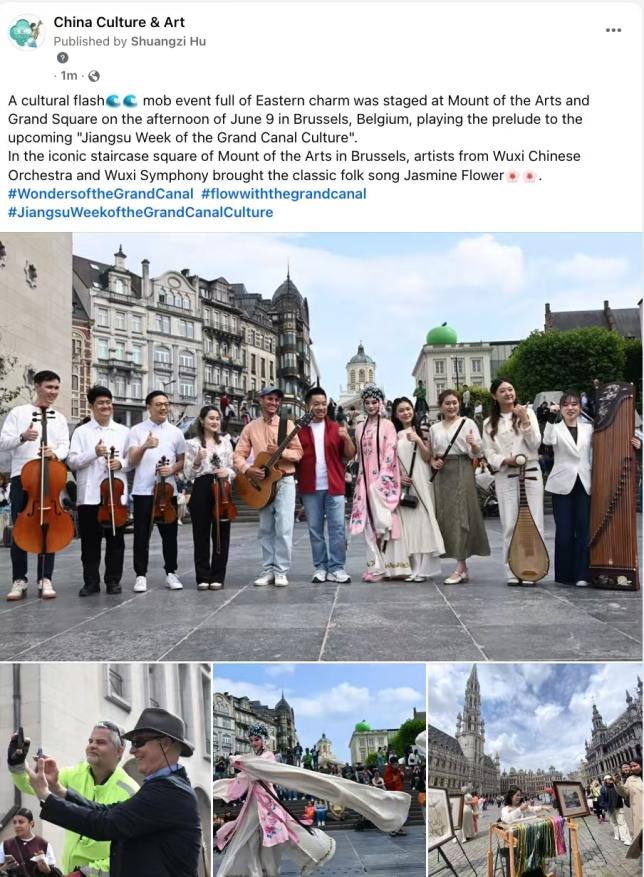 China Culture & Art
Published by Shuangzi Hu
· 1m ·
A cultural flash🌊🌊 mob event full of Eastern charm was staged at Mount of the Arts and
Grand Square on the afternoon of June 9 in Brussels, Belgium, playing the prelude to the
upcoming "Jiangsu Week of the Grand Canal Culture".
In the iconic staircase square of Mount of the Arts in Brussels, artists from Wuxi Chinese
Orchestra and Wuxi Symphony brought the classic folk song Jasmine Flower🌸🌸.
#WondersoftheGrandCanal #flowwiththegrandcanal
#JiangsuWeekoftheGrandCanalCulture